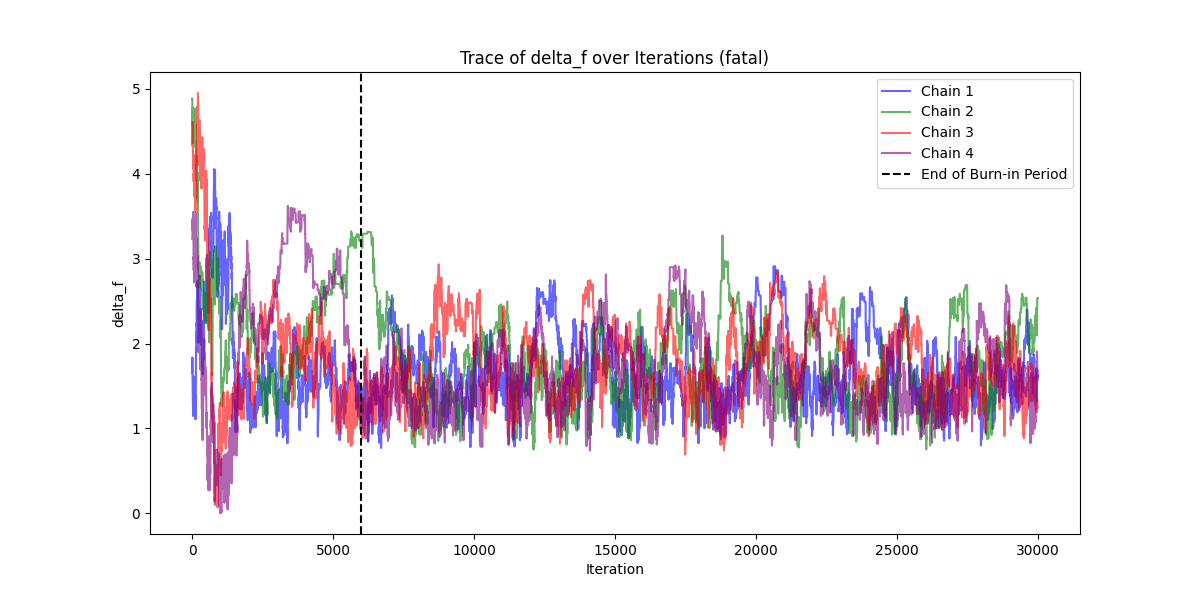 Trace of delta_f over Iterations (fatal)
delta_f
5
4
3
2
1
0
0 5000 10000 15000 20000 25000 30000
Iteration
Chain 1
Chain 2
Chain 3
Chain 4
End of Burn-in Period